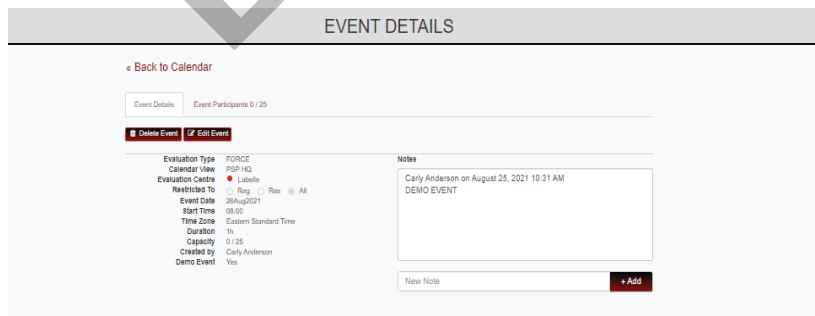 EVENT DETAILS
« Back to Calendar
Event Details
Event Participants 0 / 25
Delete Event
Edit Event
Evaluation Type FORCE
Calendar View PSP HQ
Evaluation Centre Labelle
Restricted To Reg Res All
Event Date 26Aug2021
Start Time 08:00
Time Zone Eastern Standard Time
Duration 1h
Capacity 0 / 25
Created by Carly Anderson
Demo Event Yes
Notes
Carly Anderson on August 25, 2021 10:31 AM
DEMO EVENT
New Note
+ Add